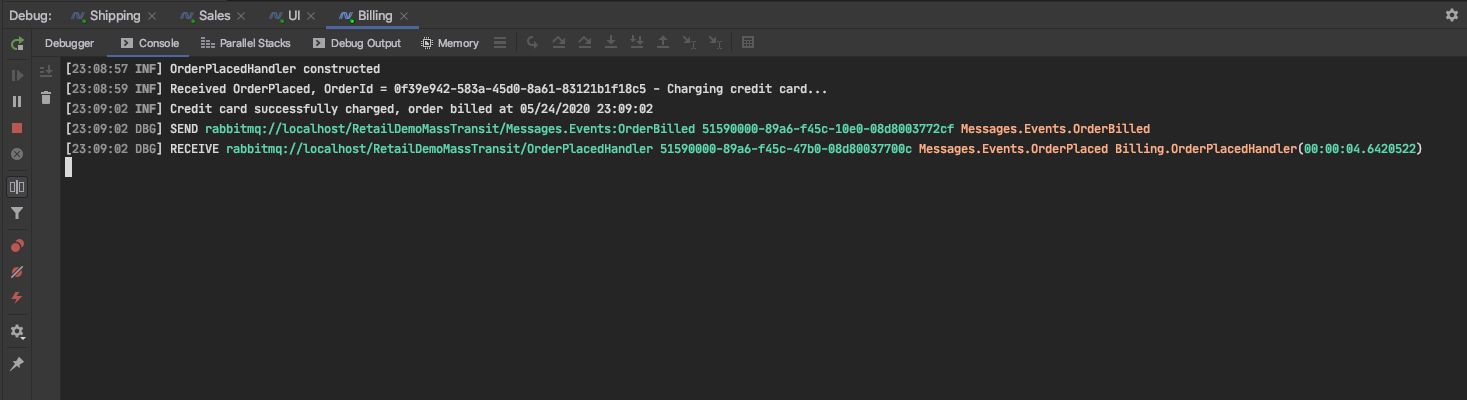 Debug: Shipping Sales UI Billing
Debugger Console Parallel Stacks Debug Output Memory
[23:08:57 INF] OrderPlacedHandler constructed
[23:08:59 INF] Received OrderPlaced, OrderId = 0f39e942-583a-45d0-8a61-83121b1f18c5 - Charging credit card...
[23:09:02 INF] Credit card successfully charged, order billed at 05/24/2020 23:09:02
[23:09:02 DBG] SEND rabbitmq://localhost/RetailDemoMassTransit/Messages.Events:OrderBilled 51590000-89a6-f45c-10e0-08d8003772cf Messages.Events.OrderBilled
[23:09:02 DBG] RECEIVE rabbitmq://localhost/RetailDemoMassTransit/OrderPlacedHandler 51590000-89a6-f45c-47b0-08d80037700c Messages.Events.OrderPlaced Billing.OrderPlacedHandler(00:00:04.6420522)